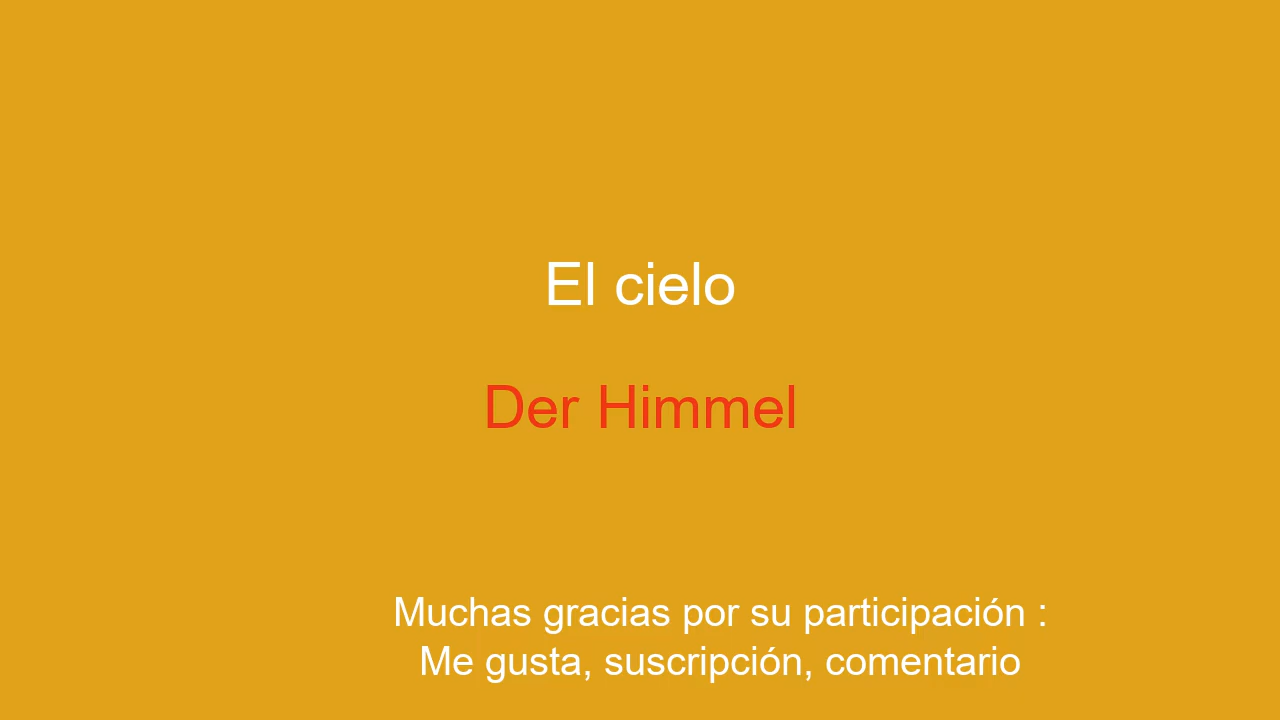 El cielo
Der Himmel
Muchas gracias por su participación :
Me gusta, suscripción, comentario